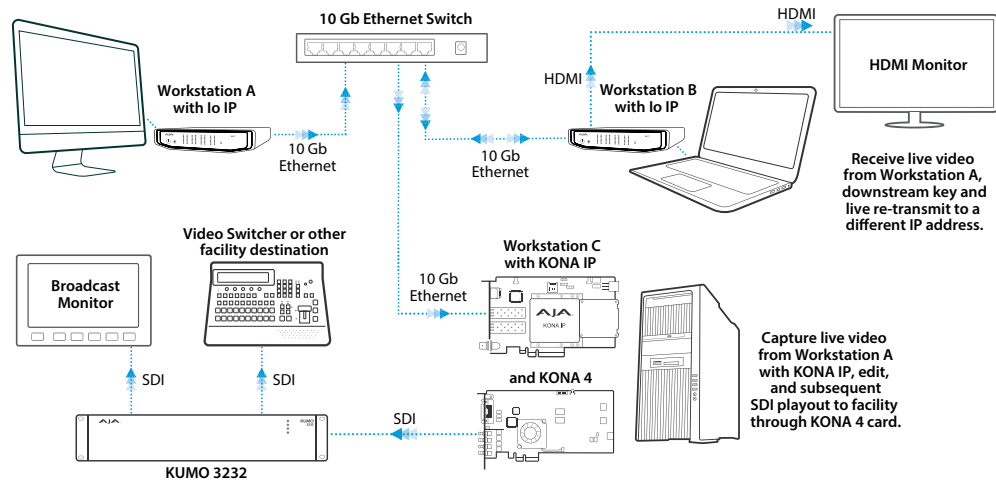 10 Gb Ethernet Switch
HDMI
HDMI Monitor
Workstation A
with Io IP
AJA
10 Gb
Ethernet
HDMI
Workstation B
with Io IP
AJA
10 Gb
Ethernet
Receive live video
from Workstation A,
downstream key and
live re-transmit to a
different IP address.
Video Switcher or other
facility destination
Broadcast
Monitor
10 Gb
Ethernet
Workstation C
with KONA IP
AJA
KONA IP
Capture live video
from Workstation A
with KONA IP, edit,
and subsequent
SDI playout to facility
through KONA 4 card.
SDI
SDI
and KONA 4
AJA
KUMO
3232
SDI
KUMO 3232